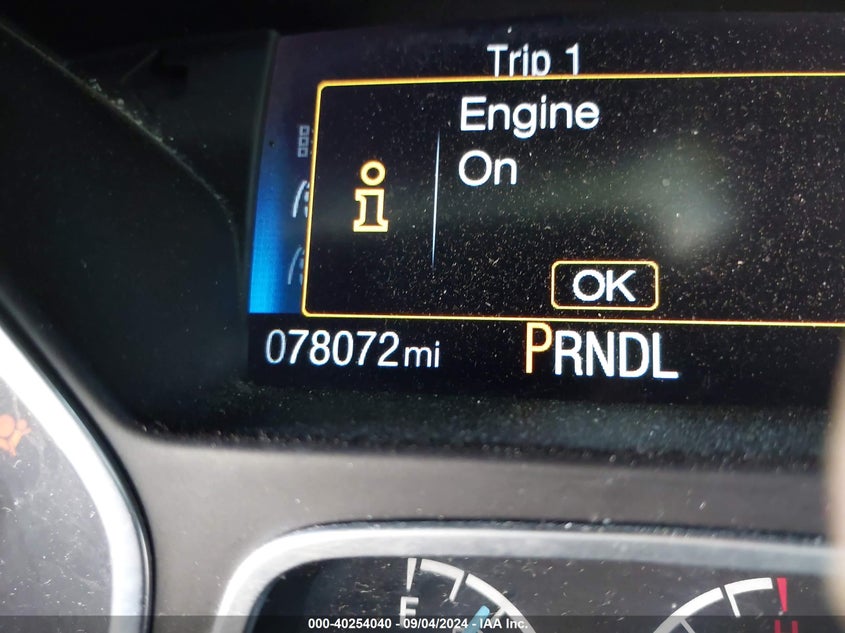 Trip 1
Engine
On
OK
078072mi
PRNDL
F
H
000-40254040 - 09/04/2024 - IAA Inc.